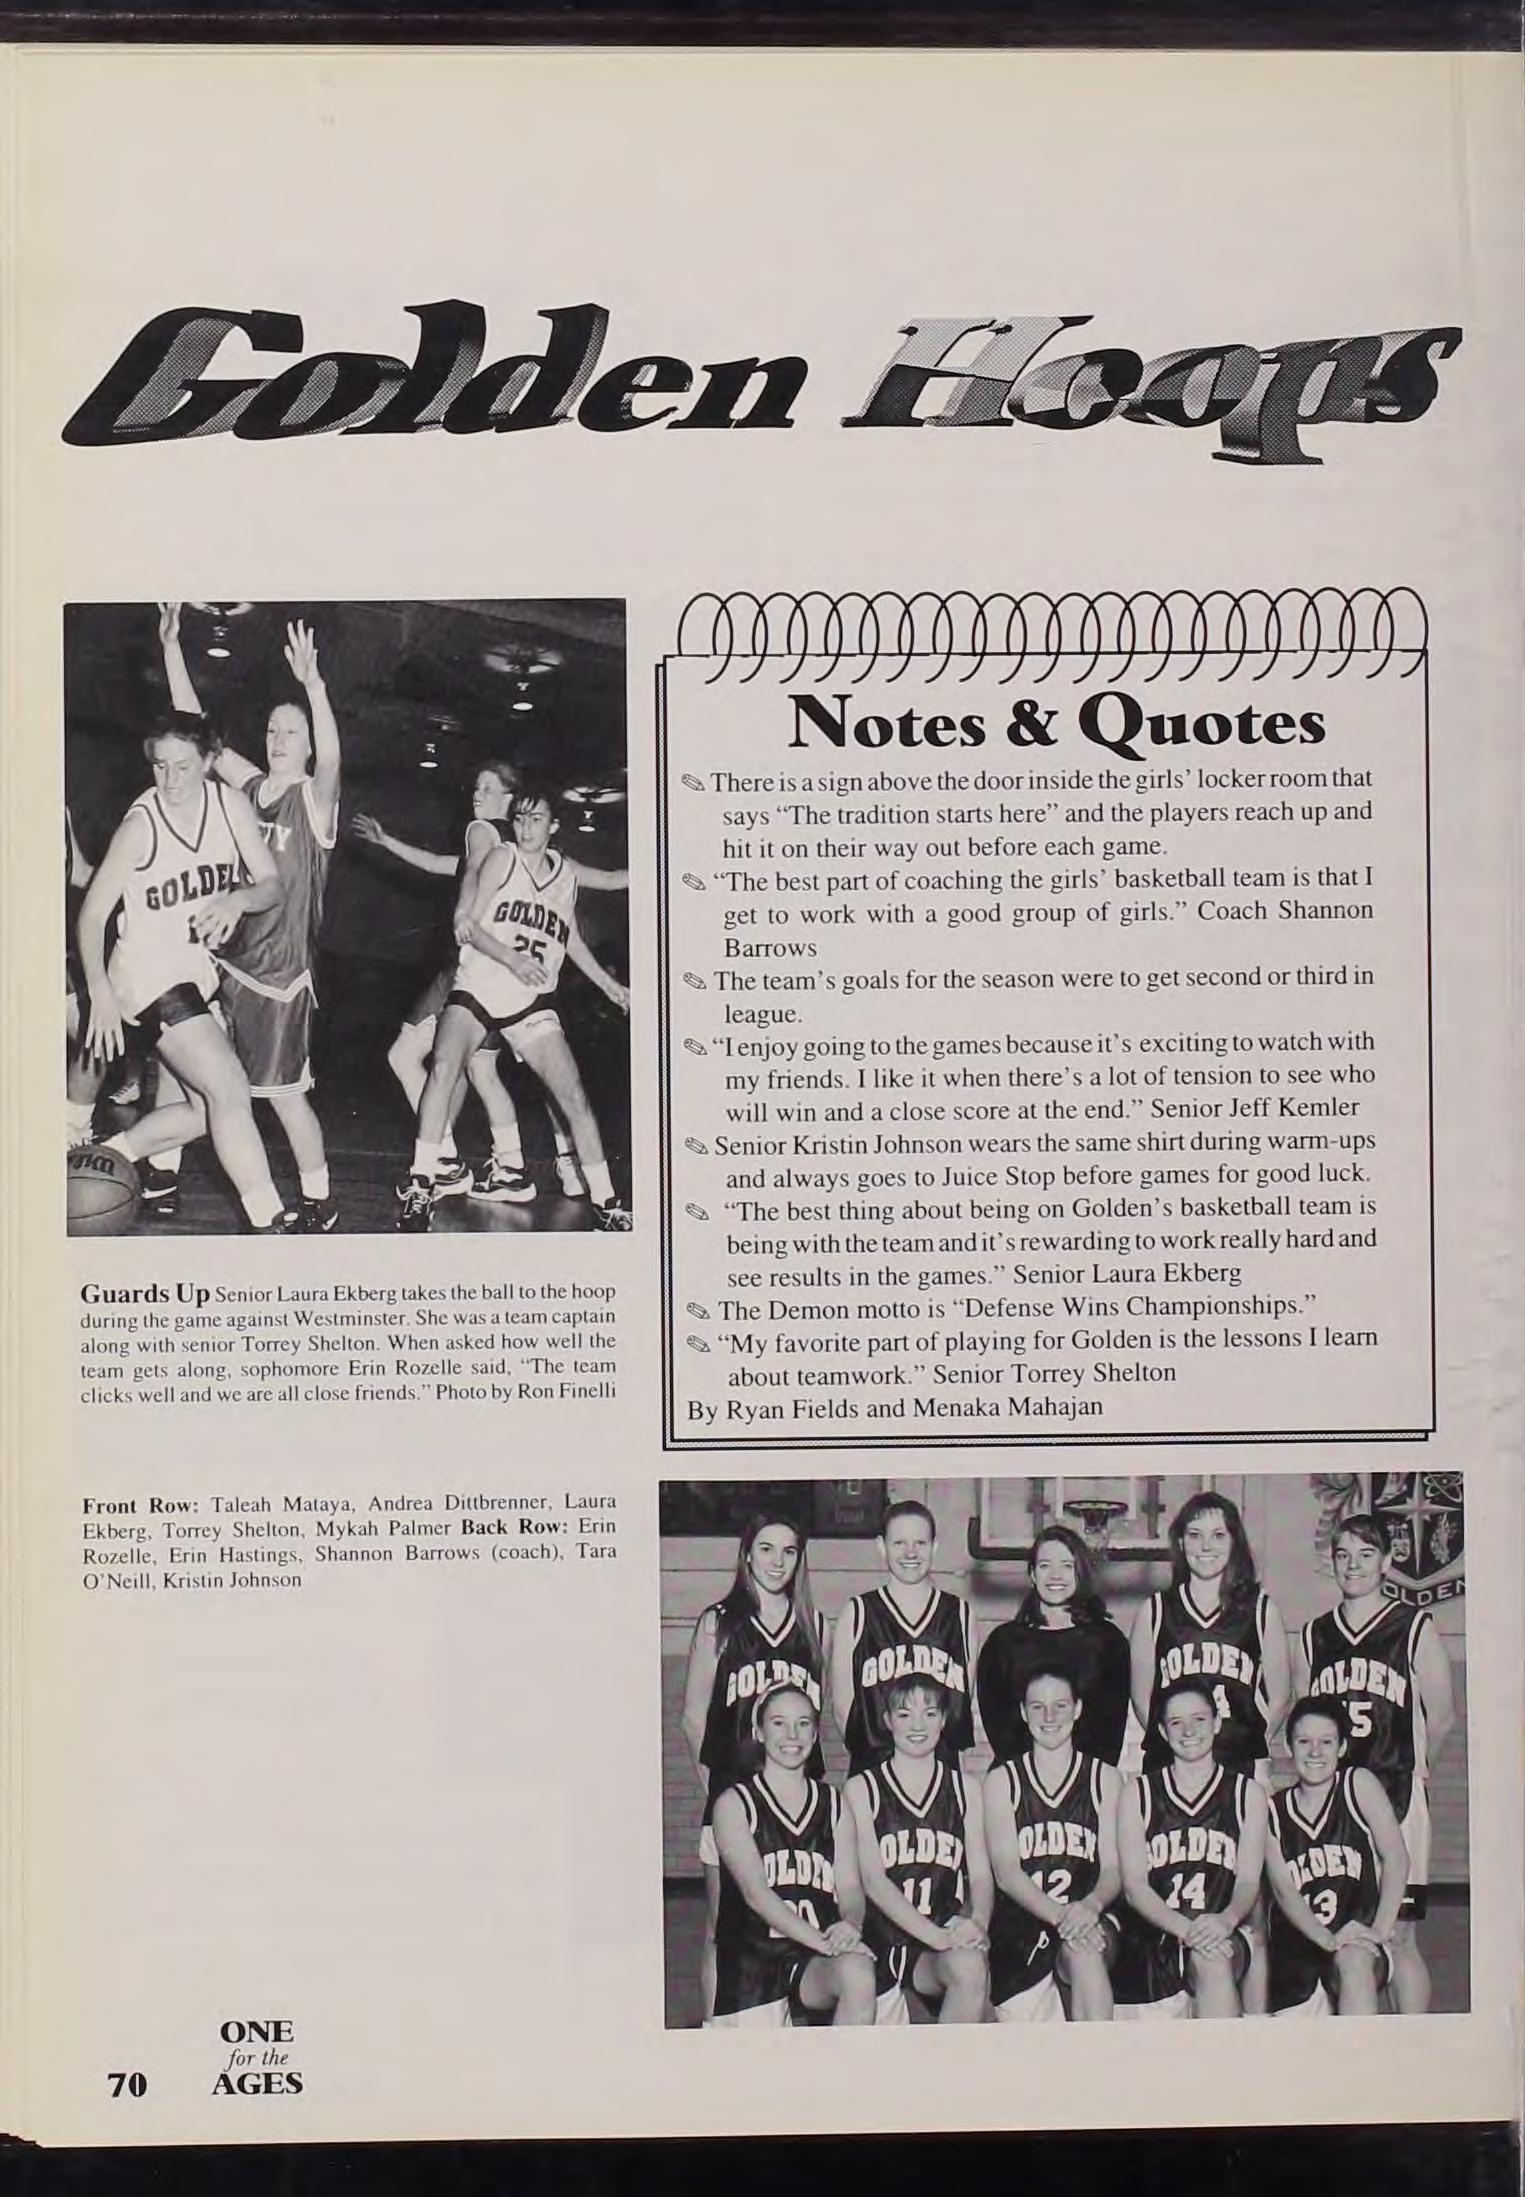 Golden Hoops
GOLDEN
GOLDEN
25
Guards Up Senior Laura Ekberg takes the ball to the hoop
during the game against Westminster. She was a team captain
along with senior Torrey Shelton. When asked how well the
team gets along, sophomore Erin Rozelle said, “The team
clicks well and we are all close friends.” Photo by Ron Finelli
Front Row: Taleah Mataya, Andrea Dittbrenner, Laura
Ekberg, Torrey Shelton, Mykah Palmer Back Row: Erin
Rozelle, Erin Hastings, Shannon Barrows (coach), Tara
O'Neill, Kristin Johnson
Notes & Quotes
There is a sign above the door inside the girls' locker room that
says “The tradition starts here” and the players reach up and
hit it on their way out before each game.
“The best part of coaching the girls' basketball team is that I
get to work with a good group of girls.” Coach Shannon
Barrows
The team's goals for the season were to get second or third in
league.
“I enjoy going to the games because it's exciting to watch with
my friends. I like it when there's a lot of tension to see who
will win and a close score at the end.” Senior Jeff Kemler
Senior Kristin Johnson wears the same shirt during warm-ups
and always goes to Juice Stop before games for good luck.
“The best thing about being on Golden's basketball team is
being with the team and it's rewarding to work really hard and
see results in the games.” Senior Laura Ekberg
The Demon motto is “Defense Wins Championships.”
“My favorite part of playing for Golden is the lessons I learn
about teamwork.” Senior Torrey Shelton
By Ryan Fields and Menaka Mahajan
OLDEN
GOLDEN
GOLDEN
GOLDEN
GOLDEN
OLDEN
11
OLDEN
12
GOLDEN
14
GOLDEN
13
ONE
for the
70 AGES